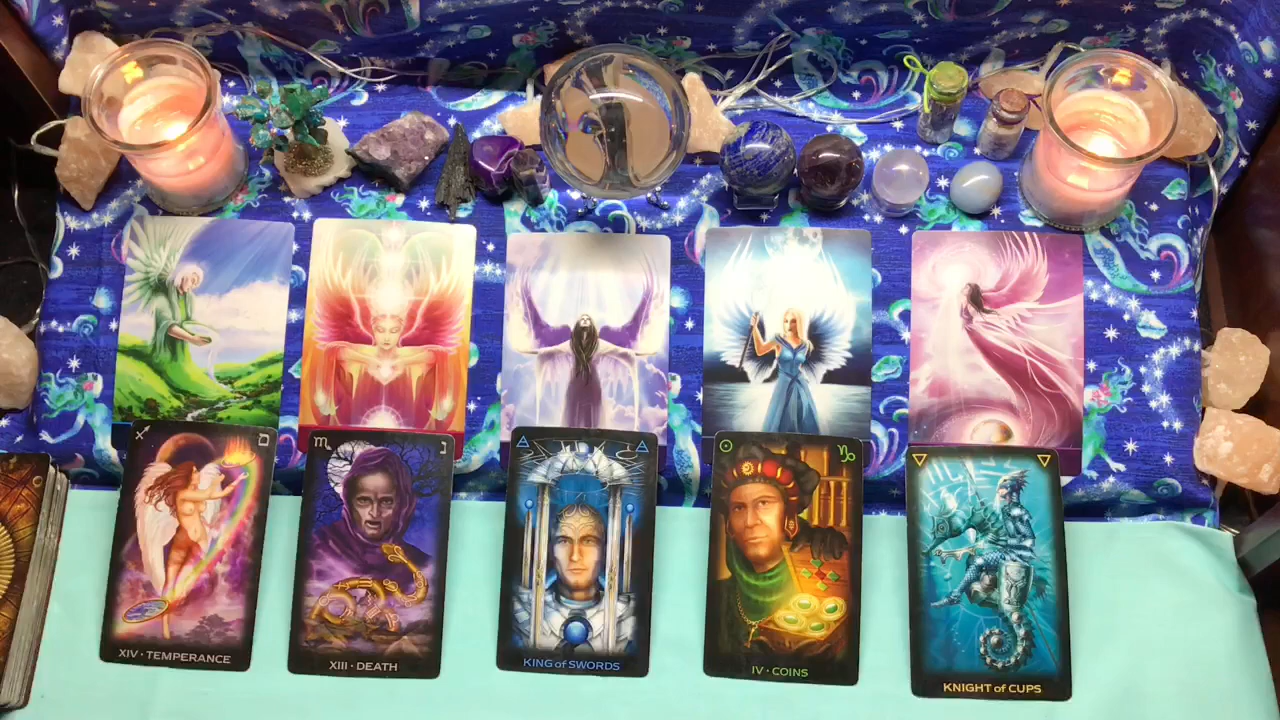 XIV · TEMPERANCE
XIII · DEATH
KING of SWORDS
IV · COINS
KNIGHT of CUPS